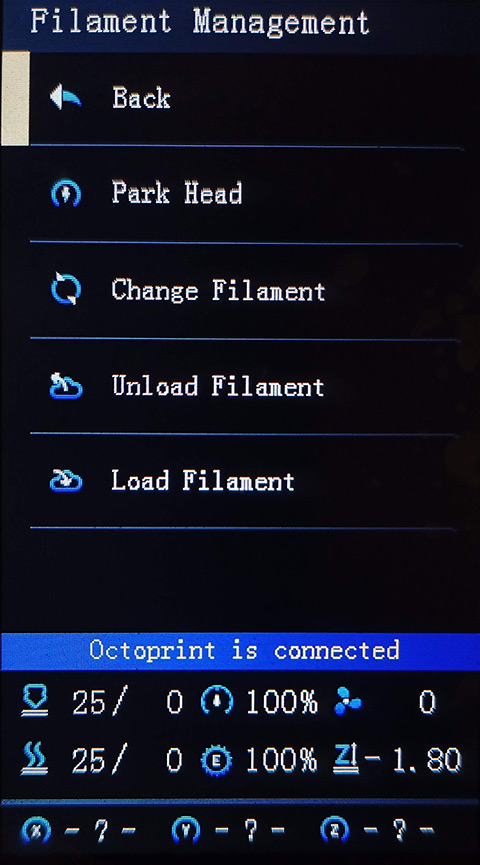 Filament Management
Back
Park Head
Change Filament
Unload Filament
Load Filament
Octoprint is connected
25/ 0 100% 0
25/ 0 E 100% Z -1.80
X -?- Y -?- Z -?-